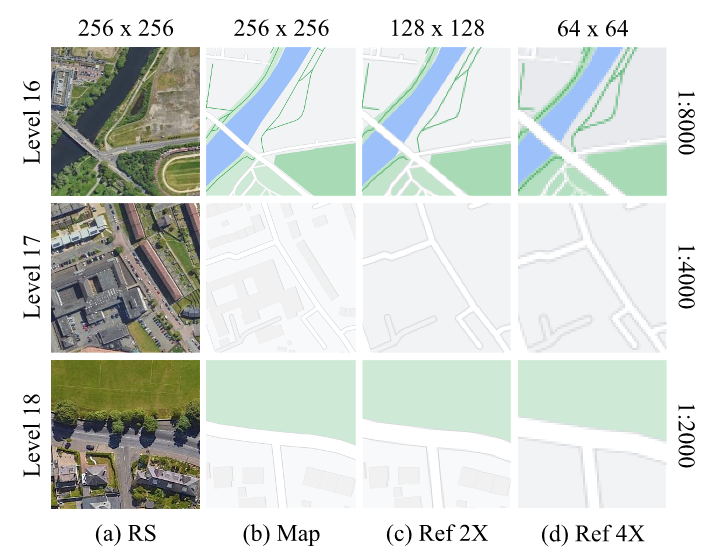 256 x 256 256 x 256 128 x 128 64 x 64
Level 16 1:8000
Level 17 1:4000
Level 18 1:2000
(a) RS (b) Map (c) Ref 2X (d) Ref 4X